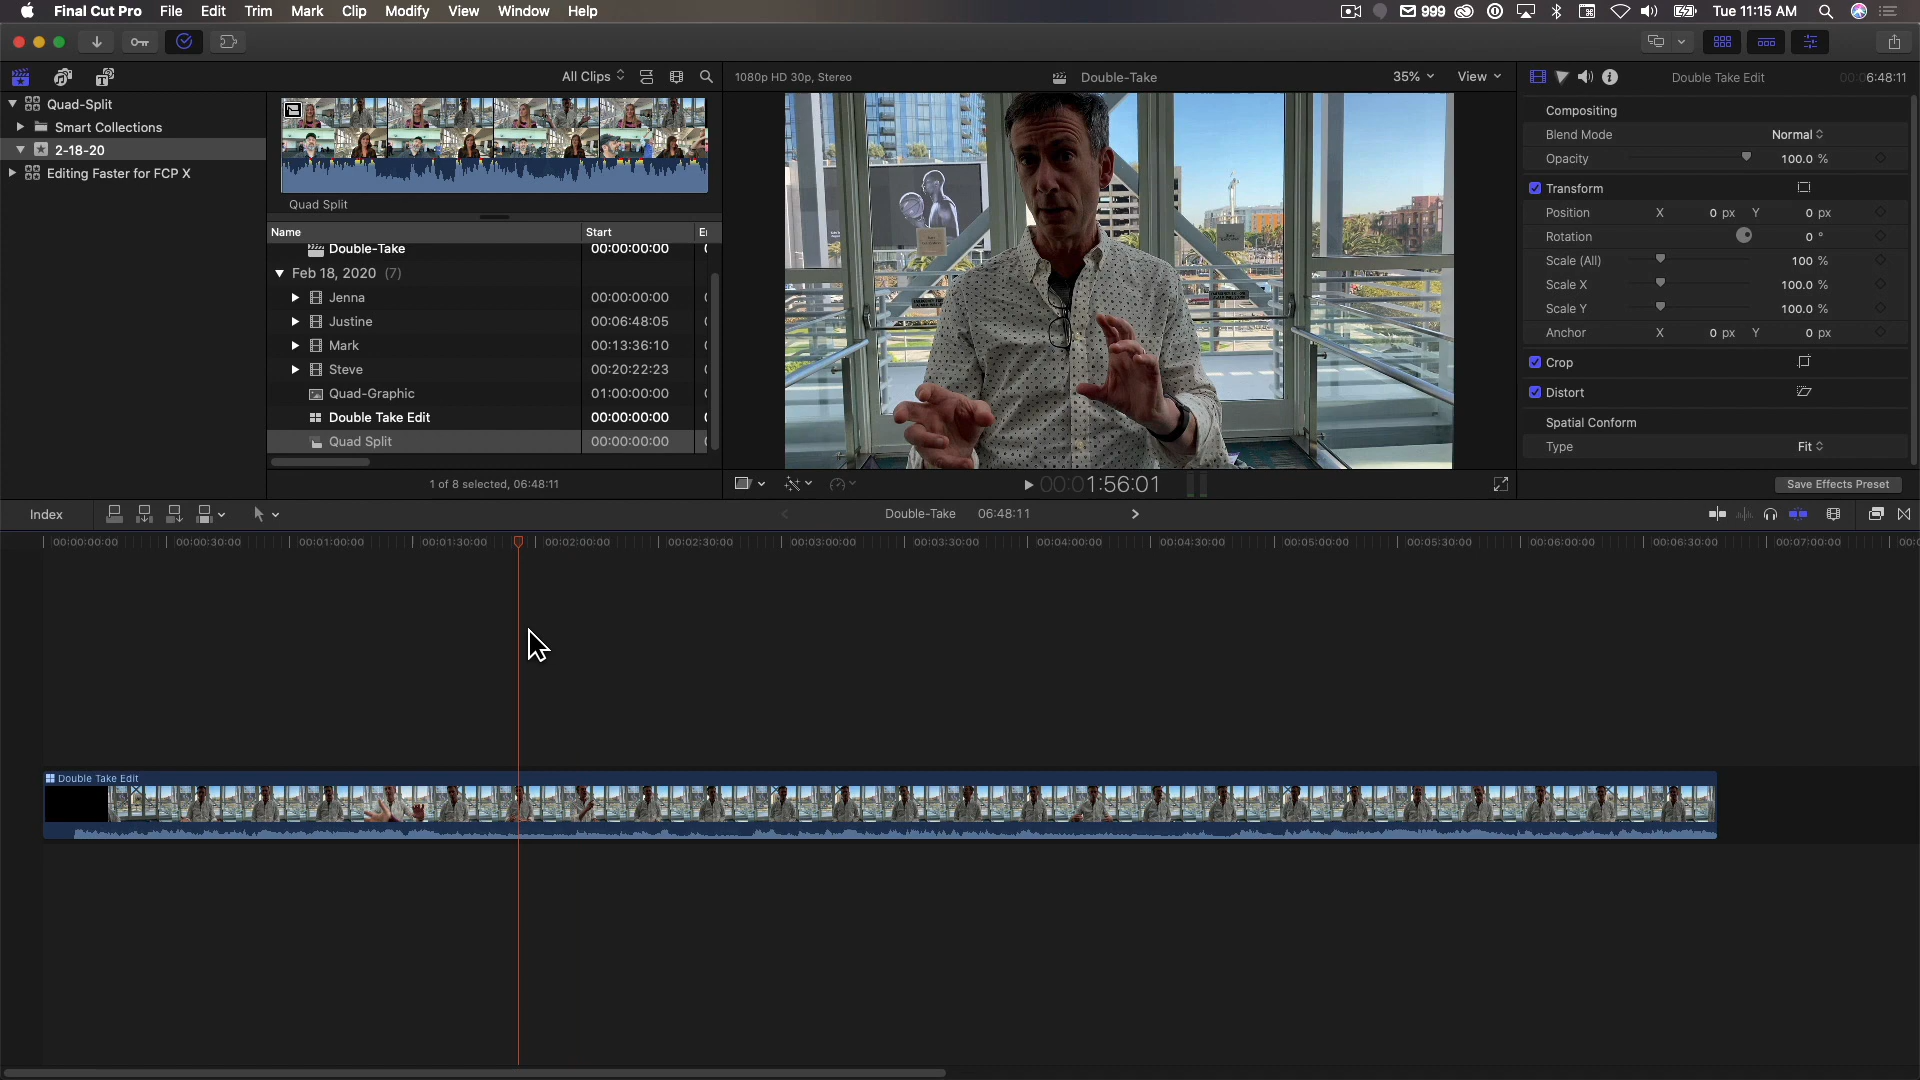 Final Cut Pro File Edit Trim Mark Clip Modify View Window Help 999 Tue 11:15 AM
All Clips 1080p HD 30p, Stereo Double-Take 35% View Double Take Edit 00:06:48:11
Quad-Split
Smart Collections
2-18-20
Editing Faster for FCP X
Quad Split
Name Start
Double-Take 00:00:00:00
Feb 18, 2020 (7)
Jenna 00:00:00:00
Justine 00:06:48:05
Mark 00:13:36:10
Steve 00:20:22:23
Quad-Graphic 01:00:00:00
Double Take Edit 00:00:00:00
Quad Split 00:00:00:00
1 of 8 selected, 06:48:11
00:01:56:01
Compositing
Blend Mode Normal
Opacity 100.0 %
Transform
Position X 0 px Y 0 px
Rotation 0 °
Scale (All) 100 %
Scale X 100.0 %
Scale Y 100.0 %
Anchor X 0 px Y 0 px
Crop
Distort
Spatial Conform
Type Fit
Save Effects Preset
Index Double-Take 06:48:11
00:00:00:00 00:00:30:00 00:01:00:00 00:01:30:00 00:02:00:00 00:02:30:00 00:03:00:00 00:03:30:00 00:04:00:00 00:04:30:00 00:05:00:00 00:05:30:00 00:06:00:00 00:06:30:00 00:07:00:00
Double Take Edit